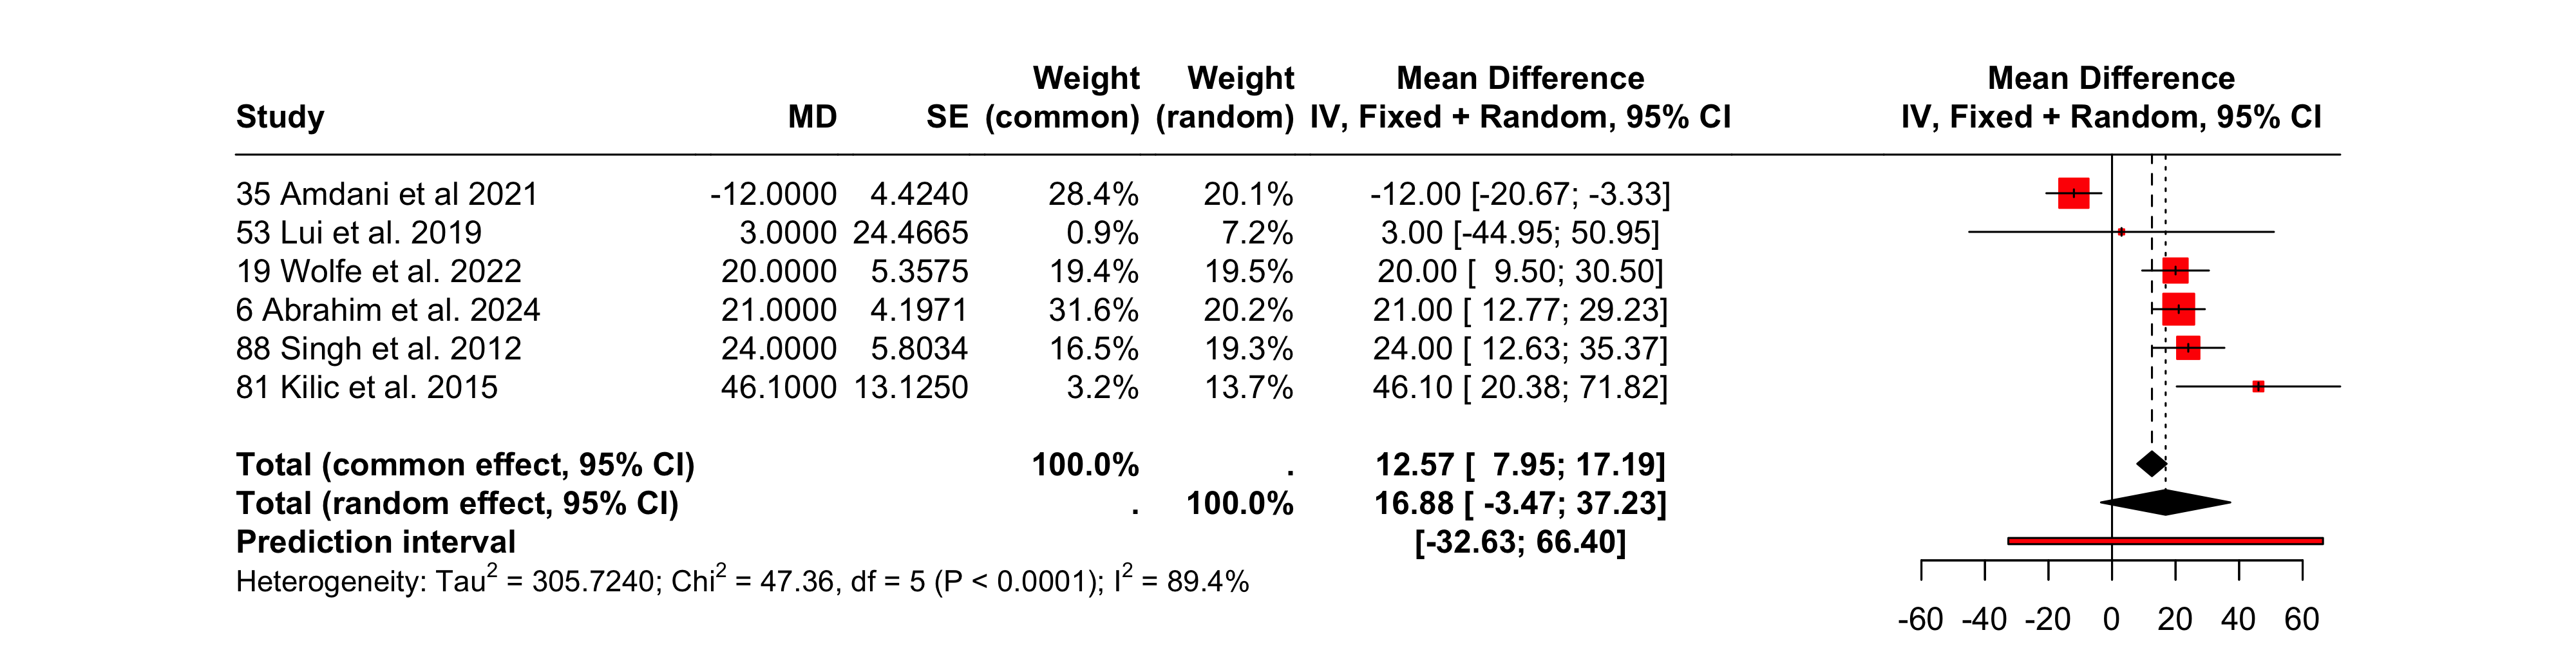 Weight Weight Mean Difference Mean Difference
Study MD SE (common) (random) IV, Fixed + Random, 95% CI IV, Fixed + Random, 95% CI
35 Amdani et al 2021 -12.0000 4.4240 28.4% 20.1% -12.00 [-20.67; -3.33]
53 Lui et al. 2019 3.0000 24.4665 0.9% 7.2% 3.00 [-44.95; 50.95]
19 Wolfe et al. 2022 20.0000 5.3575 19.4% 19.5% 20.00 [ 9.50; 30.50]
6 Abrahim et al. 2024 21.0000 4.1971 31.6% 20.2% 21.00 [ 12.77; 29.23]
88 Singh et al. 2012 24.0000 5.8034 16.5% 19.3% 24.00 [ 12.63; 35.37]
81 Kilic et al. 2015 46.1000 13.1250 3.2% 13.7% 46.10 [ 20.38; 71.82]
Total (common effect, 95% CI) 100.0% . 12.57 [ 7.95; 17.19]
Total (random effect, 95% CI) . 100.0% 16.88 [ -3.47; 37.23]
Prediction interval [-32.63; 66.40]
Heterogeneity: Tau² = 305.7240; Chi² = 47.36, df = 5 (P < 0.0001); I² = 89.4%
-60 -40 -20 0 20 40 60